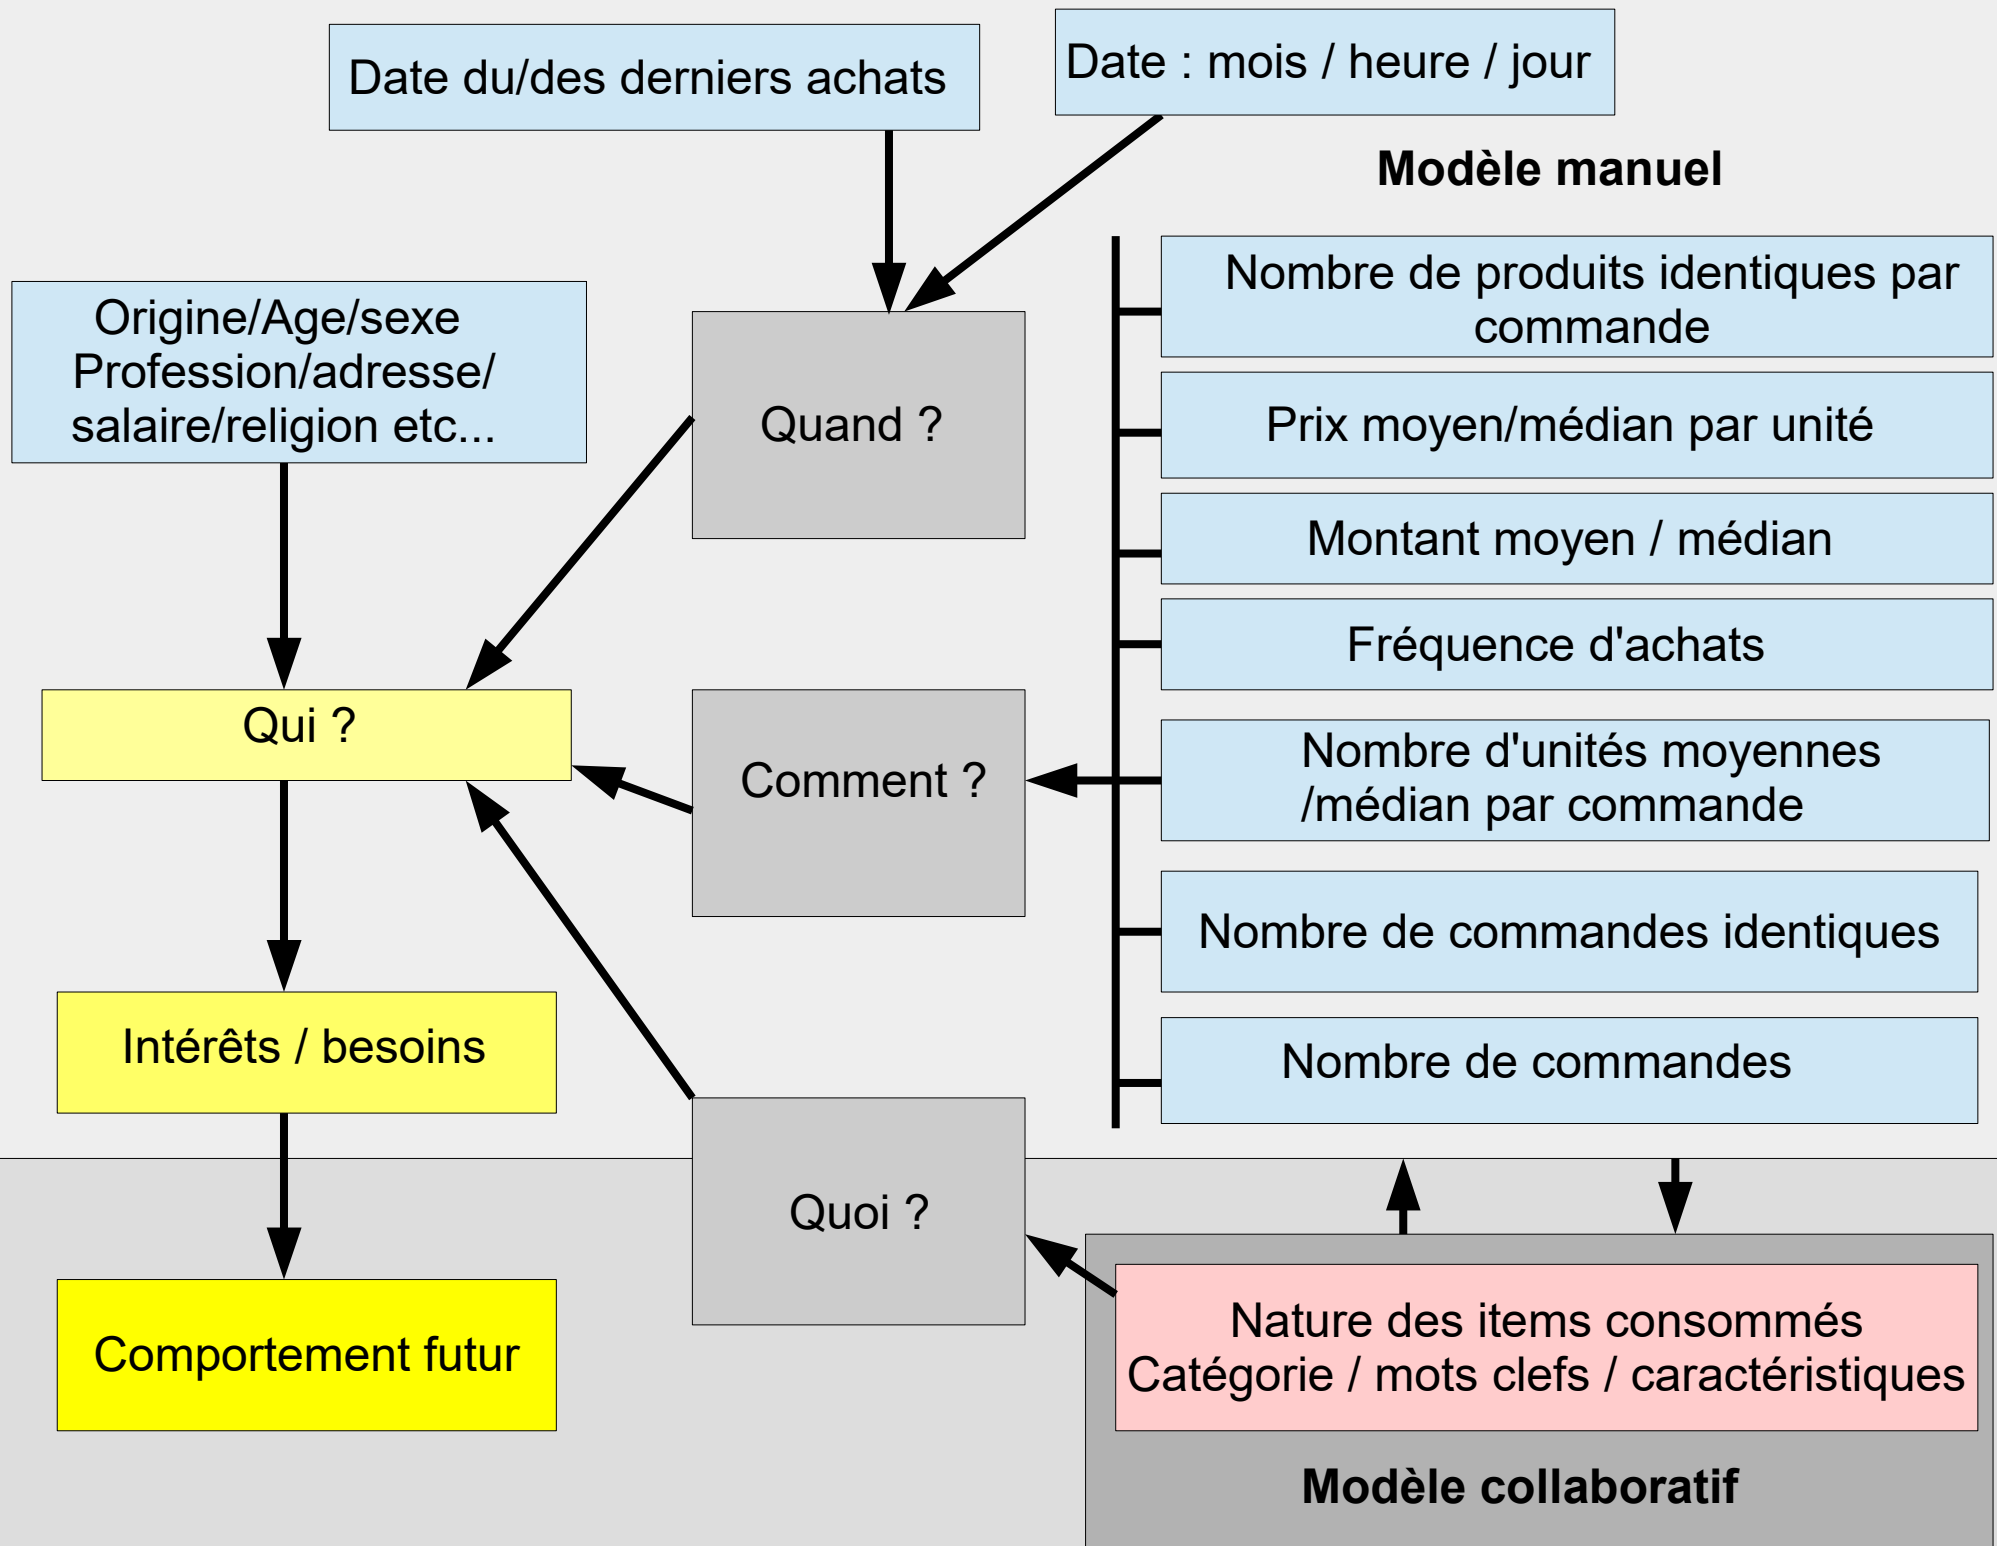 Date du/des derniers achats
Date : mois / heure / jour
Modèle manuel
Nombre de produits identiques par
commande
Origine/Age/sexe
Profession/adresse/
salaire/religion etc...
Quand ?
Prix moyen/médian par unité
Montant moyen / médian
Fréquence d'achats
Qui ?
Comment ?
Nombre d'unités moyennes
/médian par commande
Nombre de commandes identiques
Intérêts / besoins
Nombre de commandes
Quoi ?
Comportement futur
Nature des items consommés
Catégorie / mots clefs / caractéristiques
Modèle collaboratif